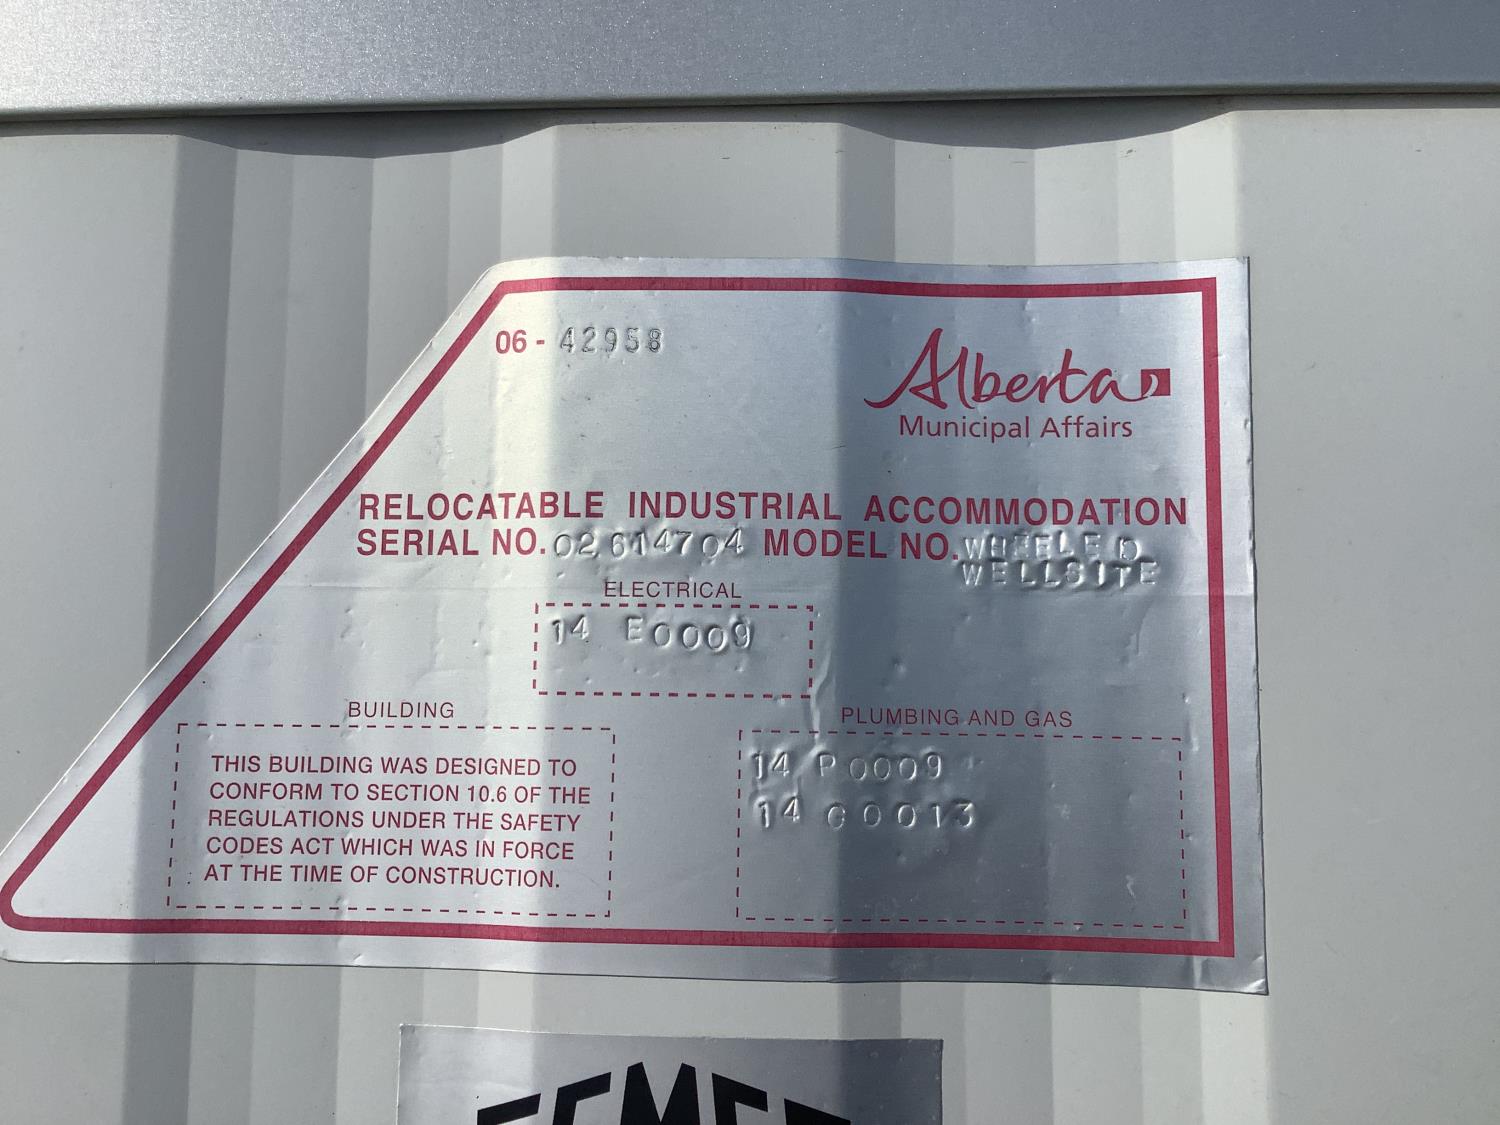 06 - 42958
Alberta
Municipal Affairs
RELOCATABLE INDUSTRIAL ACCOMMODATION
SERIAL NO. 02614704 MODEL NO. WHEELED
WELLSITE
ELECTRICAL
14 E0009
BUILDING
THIS BUILDING WAS DESIGNED TO
CONFORM TO SECTION 10.6 OF THE
REGULATIONS UNDER THE SAFETY
CODES ACT WHICH WAS IN FORCE
AT THE TIME OF CONSTRUCTION.
PLUMBING AND GAS
14 P0009
14 G0013